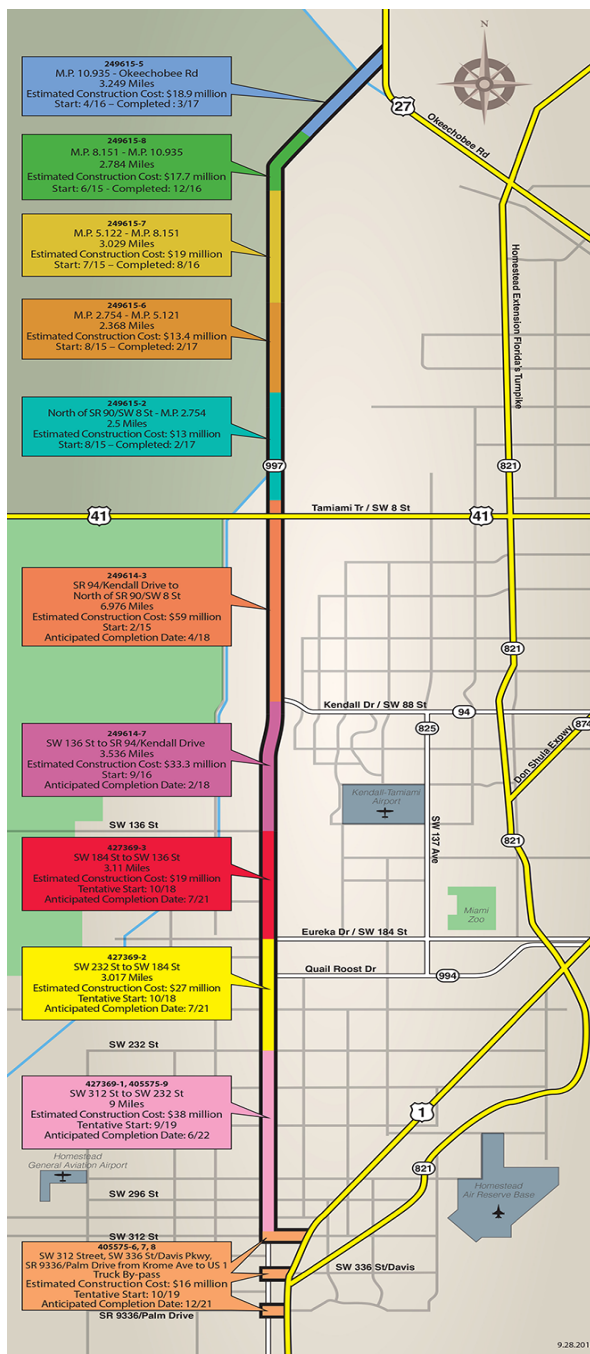 249615-5
M.P. 10.935 - Okeechobee Rd
3.249 Miles
Estimated Construction Cost: $18.9 million
Start: 4/16 – Completed : 3/17
N
27
Okeechobee Rd
249615-8
M.P. 8.151 - M.P. 10.935
2.784 Miles
Estimated Construction Cost: $17.7 million
Start: 6/15 - Completed: 12/16
249615-7
M.P. 5.122 - M.P. 8.151
3.029 Miles
Estimated Construction Cost: $19 million
Start: 7/15 – Completed: 8/16
Homestead Extension Florida's Turnpike
249615-6
M.P. 2.754 - M.P. 5.121
2.368 Miles
Estimated Construction Cost: $13.4 million
Start: 8/15 – Completed: 2/17
249615-2
North of SR 90/SW 8 St - M.P. 2.754
2.5 Miles
Estimated Construction Cost: $13 million
Start: 8/15 – Completed: 2/17
997
821
41
Tamiami Tr / SW 8 St
41
249614-3
SR 94/Kendall Drive to
North of SR 90/SW 8 St
6.976 Miles
Estimated Construction Cost: $59 million
Start: 2/15
Anticipated Completion Date: 4/18
821
Kendall Dr / SW 88 St
94
825
874
Don Shula Expwy
249614-7
SW 136 St to SR 94/Kendall Drive
3.536 Miles
Estimated Construction Cost: $33.3 million
Start: 9/16
Anticipated Completion Date: 2/18
Kendall-Tamiami
Airport
SW 137 Ave
SW 136 St
821
427369-3
SW 184 St to SW 136 St
3.11 Miles
Estimated Construction Cost: $19 million
Tentative Start: 10/18
Anticipated Completion Date: 7/21
Miami
Zoo
Eureka Dr / SW 184 St
427369-2
SW 232 St to SW 184 St
3.017 Miles
Estimated Construction Cost: $27 million
Tentative Start: 10/18
Anticipated Completion Date: 7/21
Quail Roost Dr
994
SW 232 St
427369-1, 405575-9
SW 312 St to SW 232 St
9 Miles
Estimated Construction Cost: $38 million
Tentative Start: 9/19
Anticipated Completion Date: 6/22
1
Homestead
General Aviation Airport
821
Homestead
Air Reserve Base
SW 296 St
SW 312 St
405575-6, 7, 8
SW 312 Street, SW 336 St/Davis Pkwy,
SR 9336/Palm Drive from Krome Ave to US 1
Truck By-pass
Estimated Construction Cost: $16 million
Tentative Start: 10/19
Anticipated Completion Date: 12/21
SW 336 St/Davis
SR 9336/Palm Drive
9.28.201